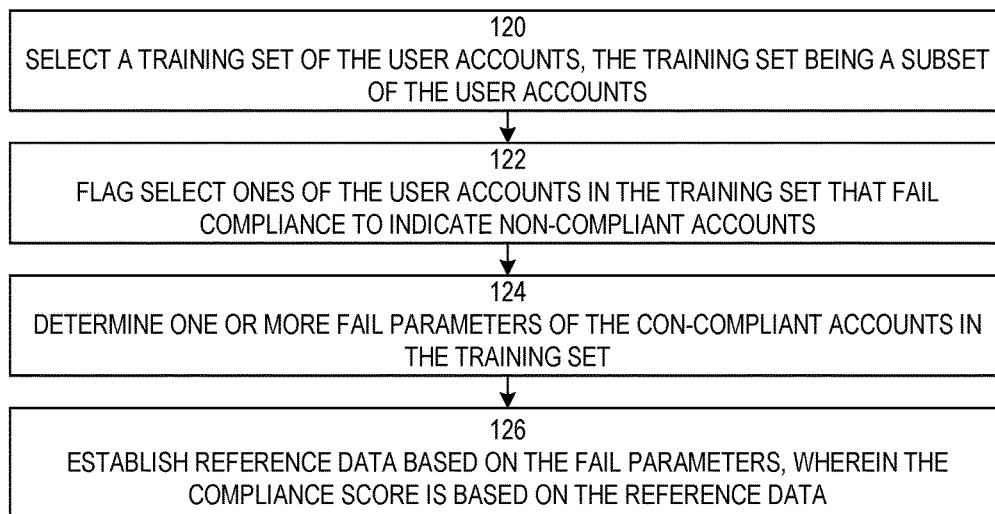 120
SELECT A TRAINING SET OF THE USER ACCOUNTS, THE TRAINING SET BEING A SUBSET
OF THE USER ACCOUNTS
122
FLAG SELECT ONES OF THE USER ACCOUNTS IN THE TRAINING SET THAT FAIL
COMPLIANCE TO INDICATE NON-COMPLIANT ACCOUNTS
124
DETERMINE ONE OR MORE FAIL PARAMETERS OF THE CON-COMPLIANT ACCOUNTS IN
THE TRAINING SET
126
ESTABLISH REFERENCE DATA BASED ON THE FAIL PARAMETERS, WHEREIN THE
COMPLIANCE SCORE IS BASED ON THE REFERENCE DATA